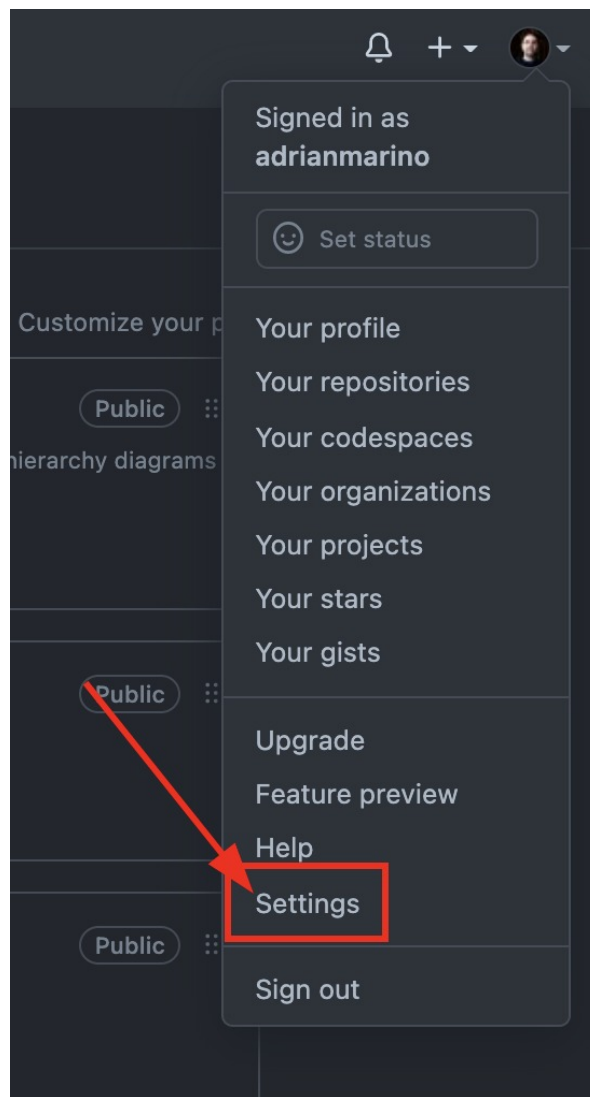 Signed in as
adrianmarino
Set status
Customize your p
Your profile
Your repositories
Public
Your codespaces
hierarchy diagrams
Your organizations
Your projects
Your stars
Your gists
Public
Upgrade
Feature preview
Help
Settings
Public
Sign out